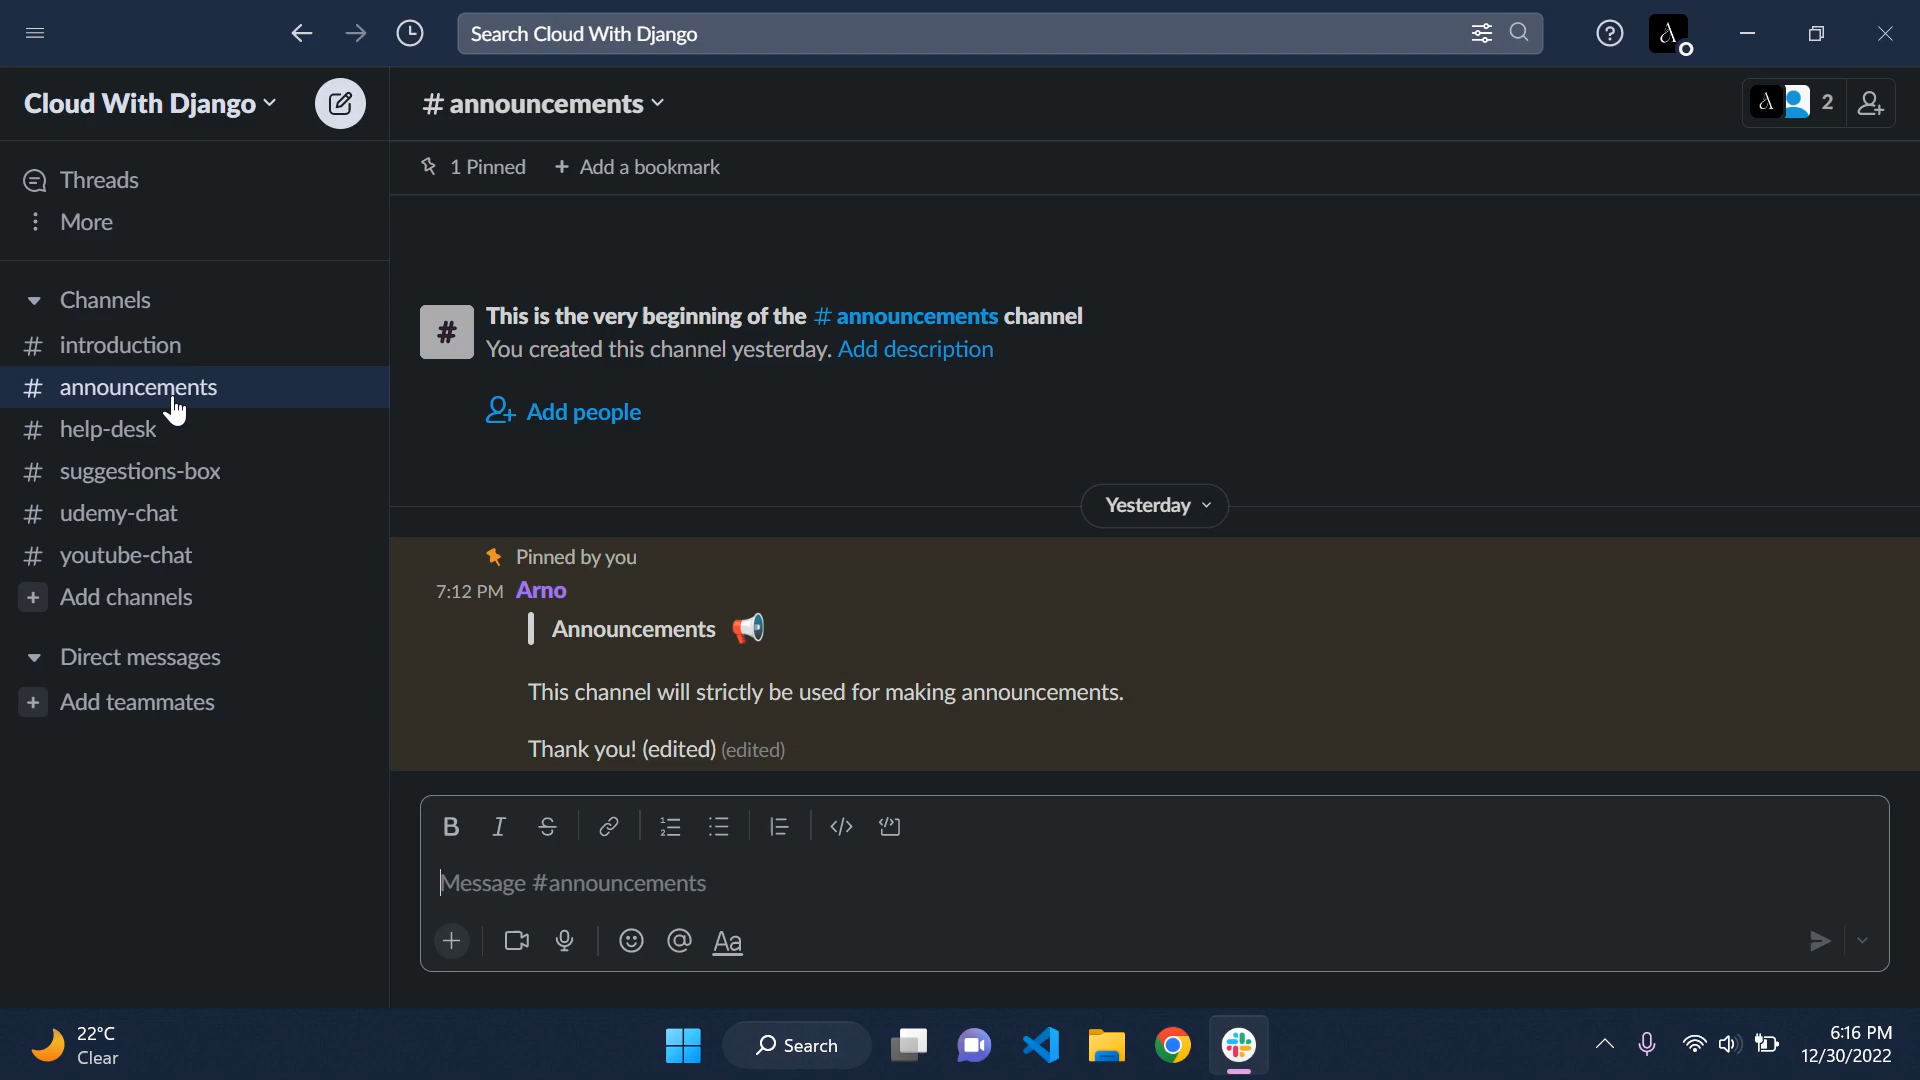 Search Cloud With Django
Cloud With Django
# announcements
2
1 Pinned
+ Add a bookmark
Threads
More
Channels
# introduction
# announcements
# help-desk
# suggestions-box
# udemy-chat
# youtube-chat
+ Add channels
Direct messages
+ Add teammates
#
This is the very beginning of the # announcements channel
You created this channel yesterday. Add description
Add people
Yesterday
Pinned by you
7:12 PM Arno
Announcements
This channel will strictly be used for making announcements.
Thank you! (edited) (edited)
Message #announcements
22°C
Clear
Search
6:16 PM
12/30/2022